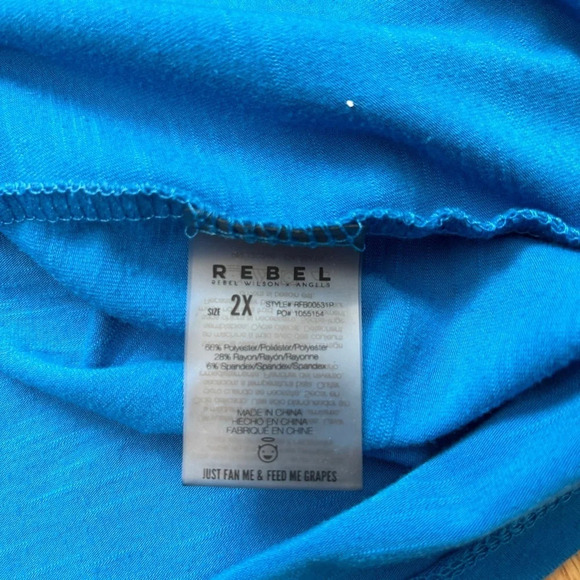 REBEL
REBEL WILSON X ANGELS
SIZE 2X STYLE# RFB00631P
PO# 1055154
66% Polyester/Poliéster/Polyester
28% Rayon/Rayón/Rayonne
6% Spandex/Spandex/Spandex
MADE IN CHINA
HECHO EN CHINA
FABRIQUÉ EN CHINE
JUST FAN ME & FEED ME GRAPES